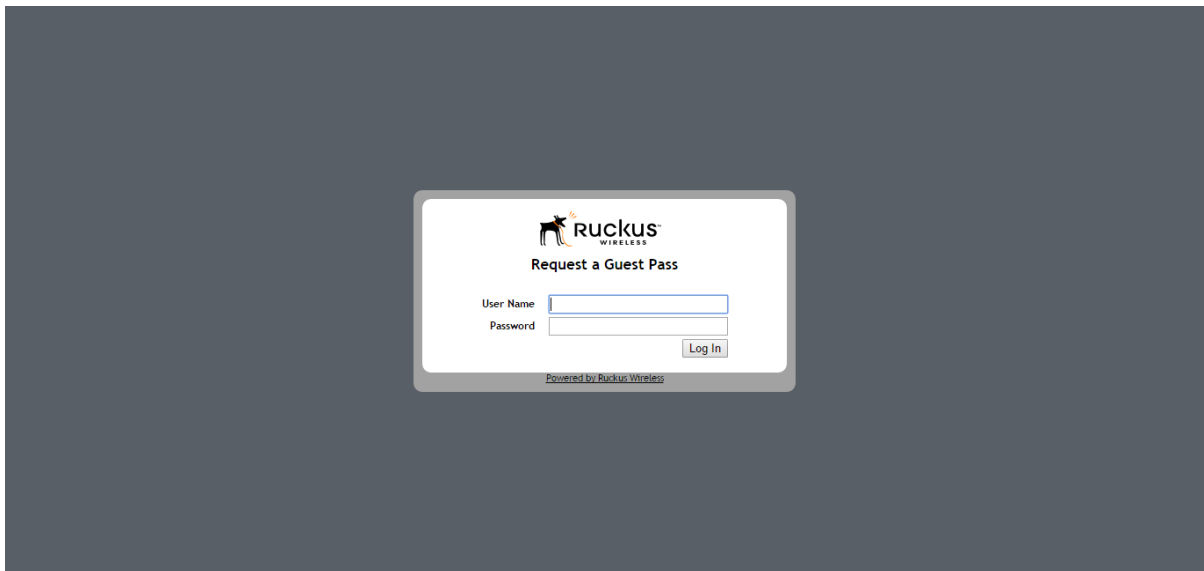 Ruckus™
WIRELESS
Request a Guest Pass
User Name
Password
Log In
Powered by Ruckus Wireless